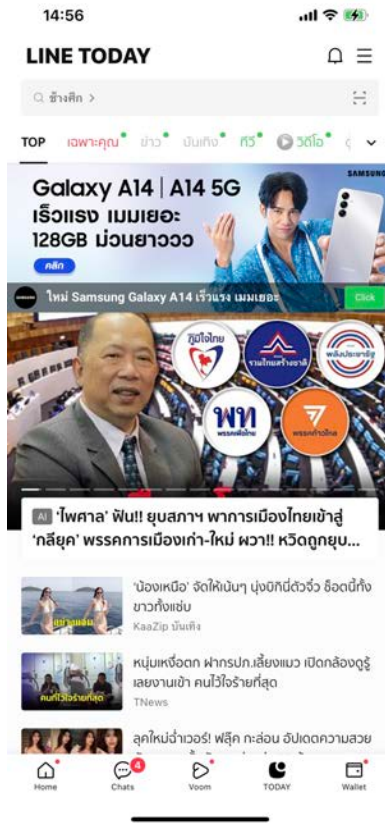 14:56
LINE TODAY
ช้างศึก >
TOP เฉพาะคุณ ข่าว บันเทิง ทีวี วิดีโอ
SAMSUNG
Galaxy A14 | A14 5G
เร็วแรง เมมเยอะ
128GB ม่วนยาววว
คลิก
SAMSUNG
ใหม่ Samsung Galaxy A14 เร็วแรง เมมเยอะ
Click
ภูมิใจไทย
รวมไทยสร้างชาติ
พลังประชารัฐ
พท
พรรคเพื่อไทย
พรรคก้าวไกล
AI 'ไพศาล' ฟัน!! ยุบสภาฯ พาการเมืองไทยเข้าสู่
'กลียุค' พรรคการเมืองเก่า-ใหม่ ผวา!! หวิดถูกยุบ...
'น้องเหนือ' จัดให้เน้นๆ นุ่งบิกินี่ตัวจิ๋ว ช็อตนี้ทั้ง
ขาวทั้งแซ่บ
KaaZip บันเทิง
อย่างแจ่ม
หนุ่มเหงื่อตก ฝากรปภ.เลี้ยงแมว เปิดกล้องดูรู้
เลยงานเข้า คนไว้ใจร้ายที่สุด
TNews
คนที่ไว้ใจร้ายที่สุด
ลุคใหม่ฉ่ำเวอร์! ฟลุ๊ค กะล่อน อัปเดตความสวย
4
Home Chats Voom TODAY Wallet